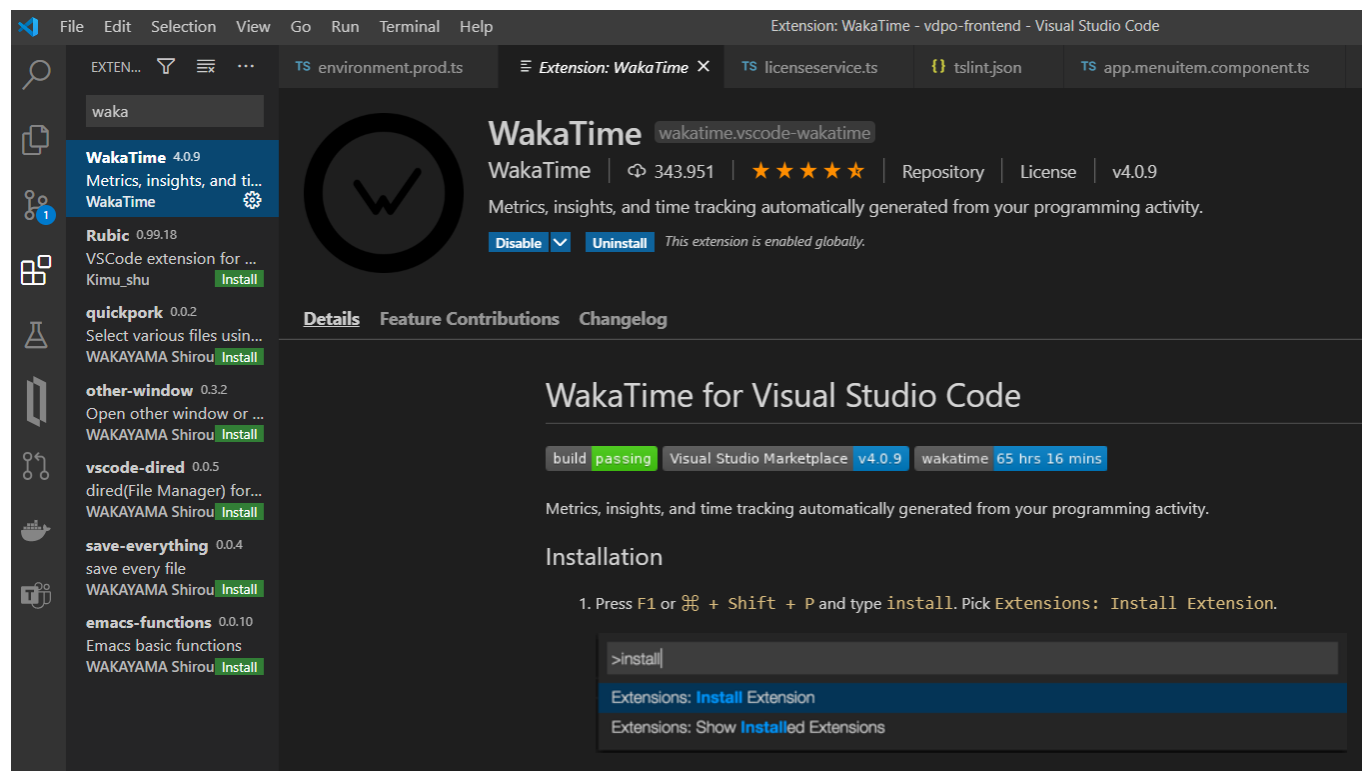 File Edit Selection View Go Run Terminal Help
Extension: WakaTime - vdpo-frontend - Visual Studio Code
EXTEN...
TS environment.prod.ts
Extension: WakaTime
TS licenseservice.ts
{} tslint.json
TS app.menuitem.component.ts
waka
WakaTime 4.0.9
Metrics, insights, and ti...
WakaTime
Rubic 0.99.18
VSCode extension for ...
Kimu_shu Install
quickpork 0.0.2
Select various files usin...
WAKAYAMA Shirou Install
other-window 0.3.2
Open other window or ...
WAKAYAMA Shirou Install
vscode-dired 0.0.5
dired(File Manager) for...
WAKAYAMA Shirou Install
save-everything 0.0.4
save every file
WAKAYAMA Shirou Install
emacs-functions 0.0.10
Emacs basic functions
WAKAYAMA Shirou Install
1
T
W
WakaTime wakatime.vscode-wakatime
WakaTime 343.951 Repository License v4.0.9
Metrics, insights, and time tracking automatically generated from your programming activity.
Disable Uninstall This extension is enabled globally.
Details Feature Contributions Changelog
WakaTime for Visual Studio Code
build passing Visual Studio Marketplace v4.0.9 wakatime 65 hrs 16 mins
Metrics, insights, and time tracking automatically generated from your programming activity.
Installation
1. Press F1 or ⌘ + Shift + P and type install. Pick Extensions: Install Extension.
>install
Extensions: Install Extension
Extensions: Show Installed Extensions